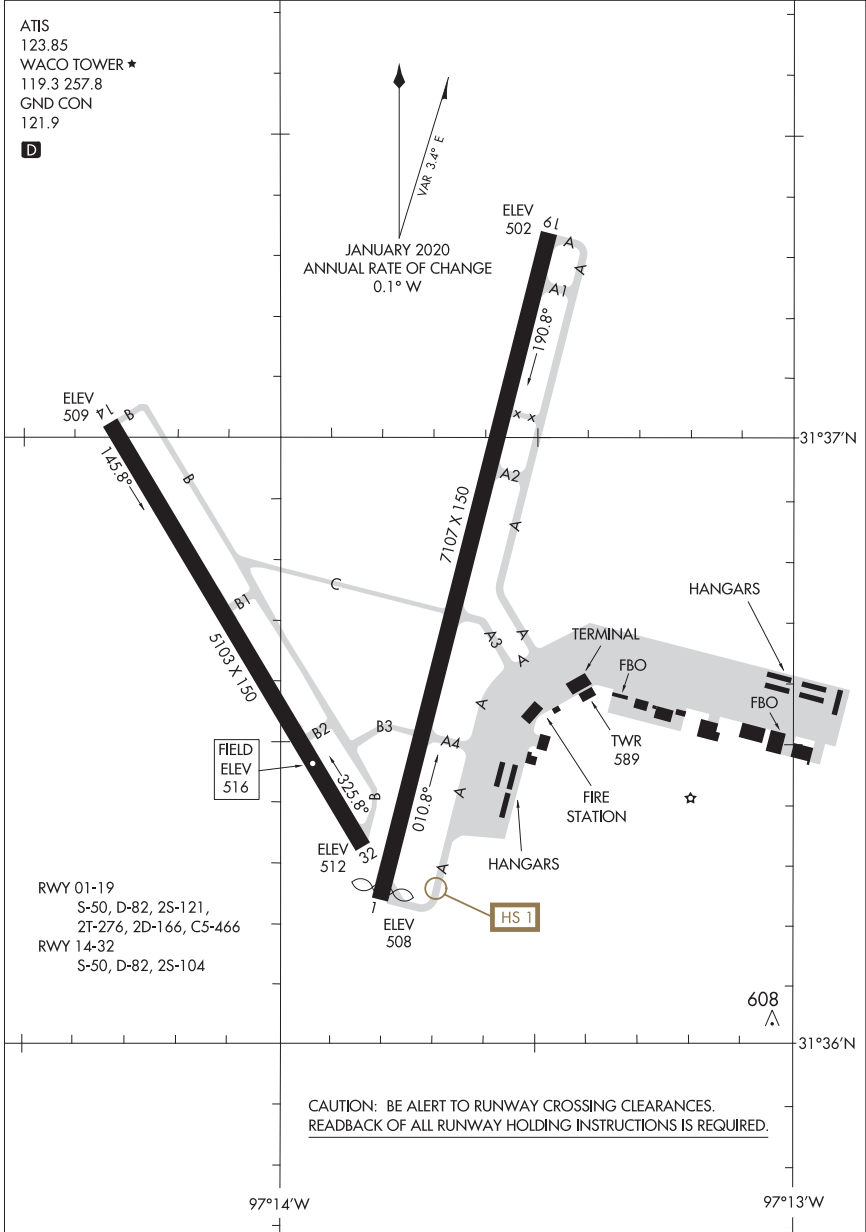 ATIS
123.85
WACO TOWER ★
119.3 257.8
GND CON
121.9
D
VAR 3.4° E
JANUARY 2020
ANNUAL RATE OF CHANGE
0.1° W
ELEV
502
19
A
A
A1
190.8°
ELEV
509
14
B
145.8°
B
x x
31°37'N
A2
7107 X 150
A
C
B1
5103 X 150
A3
A
A
HANGARS
TERMINAL
FBO
FBO
A
B2
B3
A4
TWR
589
FIELD
ELEV
516
325.8°
B
010.8°
A
FIRE
STATION
ELEV
512
32
A
HANGARS
1
ELEV
508
HS 1
RWY 01-19
S-50, D-82, 2S-121,
2T-276, 2D-166, C5-466
RWY 14-32
S-50, D-82, 2S-104
608
31°36'N
CAUTION: BE ALERT TO RUNWAY CROSSING CLEARANCES.
READBACK OF ALL RUNWAY HOLDING INSTRUCTIONS IS REQUIRED.
97°14'W
97°13'W